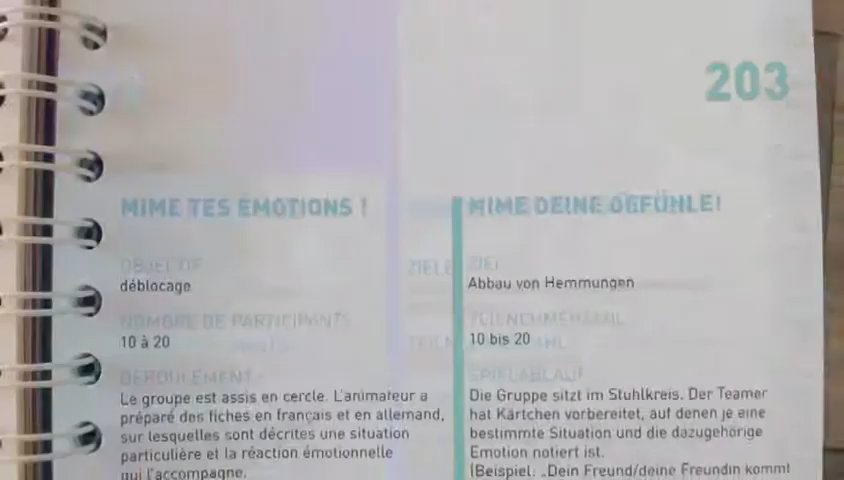 203
MIME TES ÉMOTIONS !
OBJECTIF
déblocage
NOMBRE DE PARTICIPANTS
10 à 20
DÉROULEMENT
Le groupe est assis en cercle. L'animateur a
préparé des fiches en français et en allemand,
sur lesquelles sont décrites une situation
particulière et la réaction émotionnelle
qui l'accompagne.
MIME DEINE GEFÜHLE!
ZIEL
Abbau von Hemmungen
TEILNEHMERZAHL
10 bis 20
SPIELABLAUF
Die Gruppe sitzt im Stuhlkreis. Der Teamer
hat Kärtchen vorbereitet, auf denen je eine
bestimmte Situation und die dazugehörige
Emotion notiert ist.
(Beispiel: „Dein Freund/deine Freundin kommt